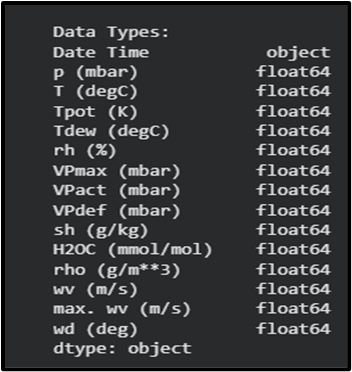 Data Types:
Date Time object
p (mbar) float64
T (degC) float64
Tpot (K) float64
Tdew (degC) float64
rh (%) float64
VPmax (mbar) float64
VPact (mbar) float64
VPdef (mbar) float64
sh (g/kg) float64
H2OC (mmol/mol) float64
rho (g/m**3) float64
wv (m/s) float64
max. wv (m/s) float64
wd (deg) float64
dtype: object